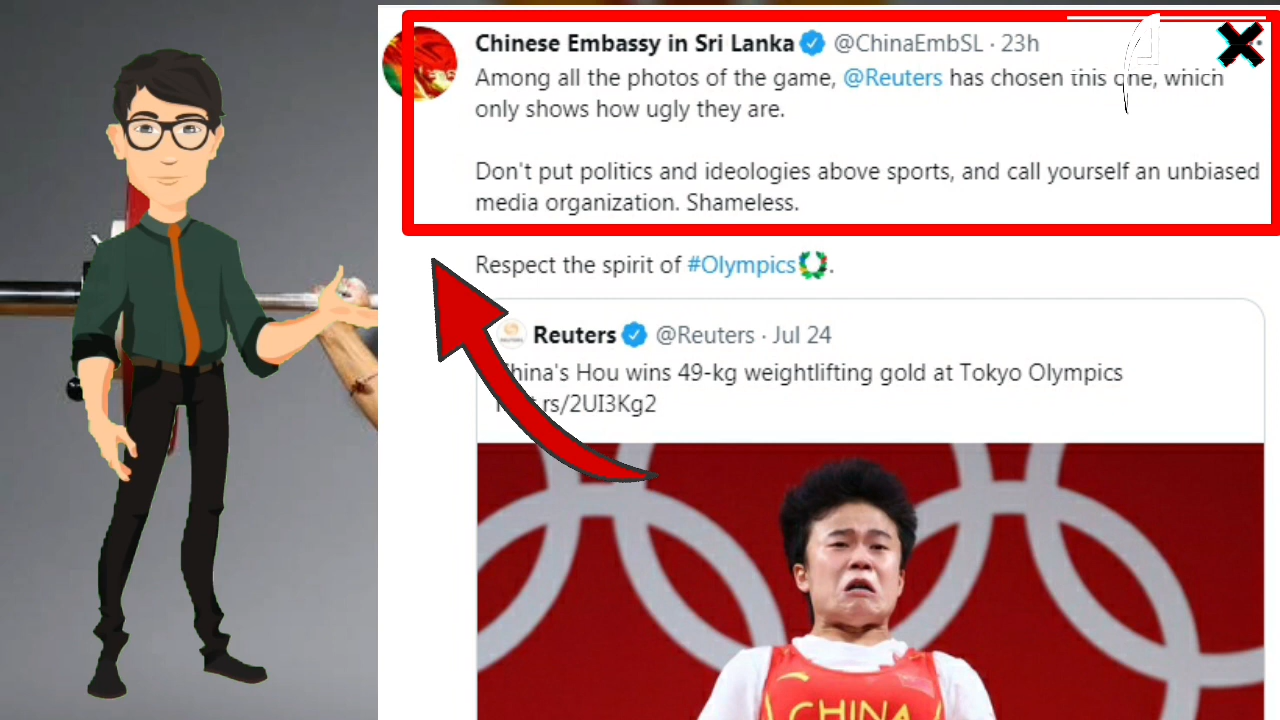 Chinese Embassy in Sri Lanka @ChinaEmbSL · 23h
Among all the photos of the game, @Reuters has chosen this one, which
only shows how ugly they are.
Don't put politics and ideologies above sports, and call yourself an unbiased
media organization. Shameless.
Respect the spirit of #Olympics.
Reuters @Reuters · Jul 24
China's Hou wins 49-kg weightlifting gold at Tokyo Olympics
rs/2UI3Kg2
CHINA